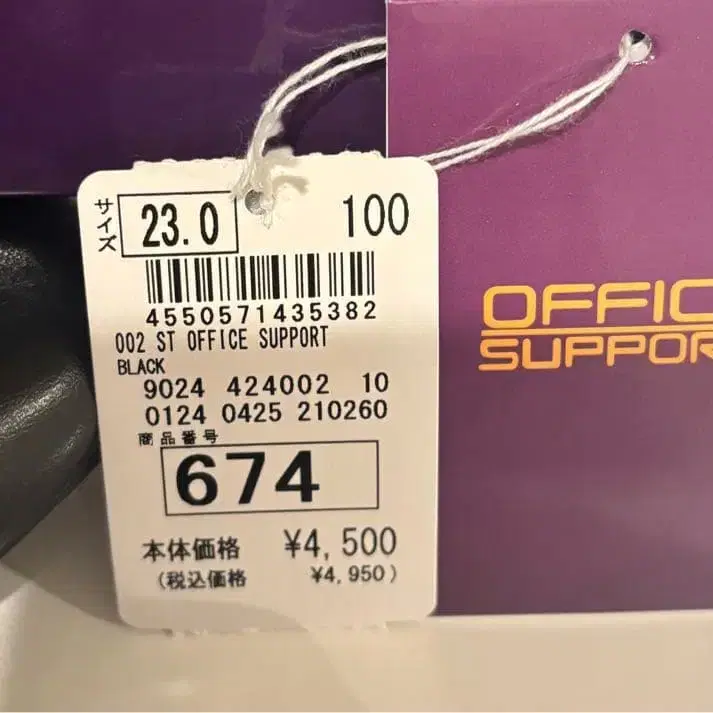 サイズ 23.0 100
4550571435382
002 ST OFFICE SUPPORT
BLACK
9024 424002 10
0124 0425 210260
商品番号
674
本体価格 ¥4,500
(税込価格 ¥4,950)
OFFIC
SUPPOR